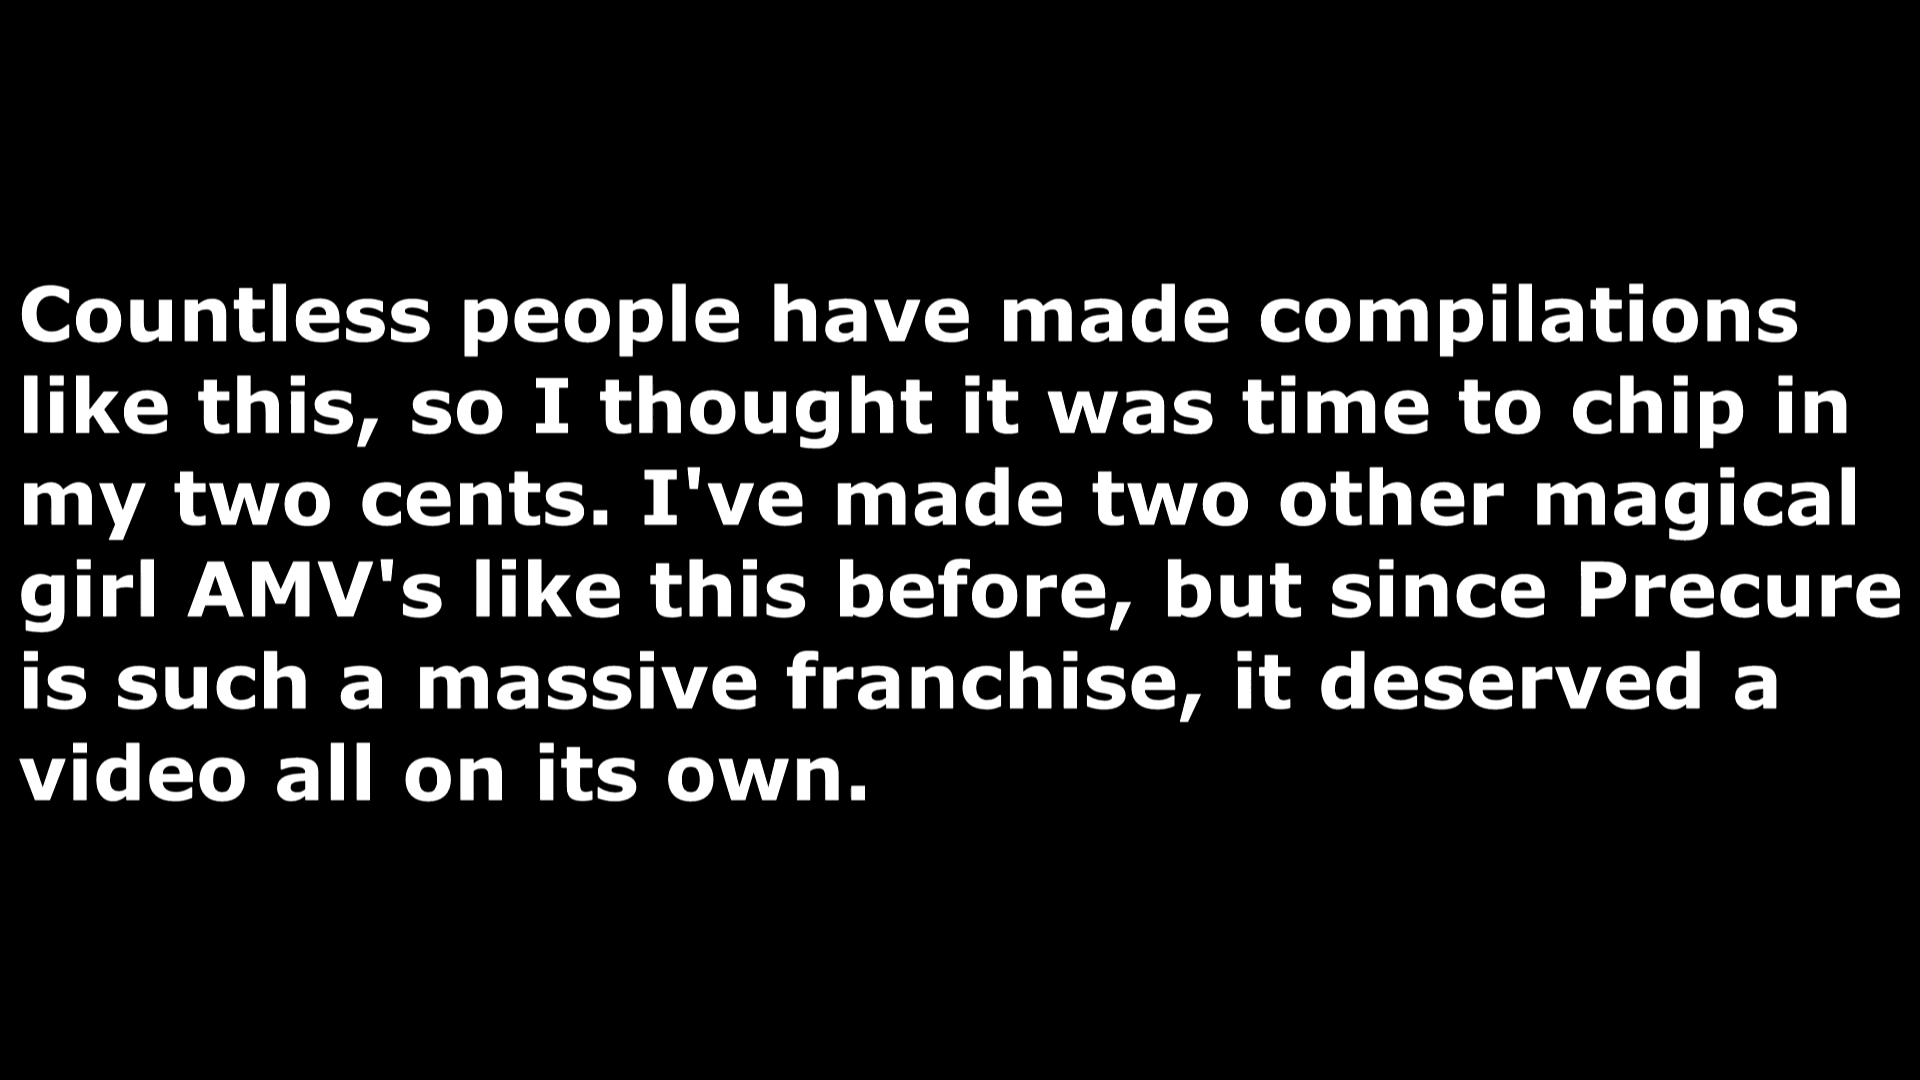 Countless people have made compilations
like this, so I thought it was time to chip in
my two cents. I've made two other magical
girl AMV's like this before, but since Precure
is such a massive franchise, it deserved a
video all on its own.